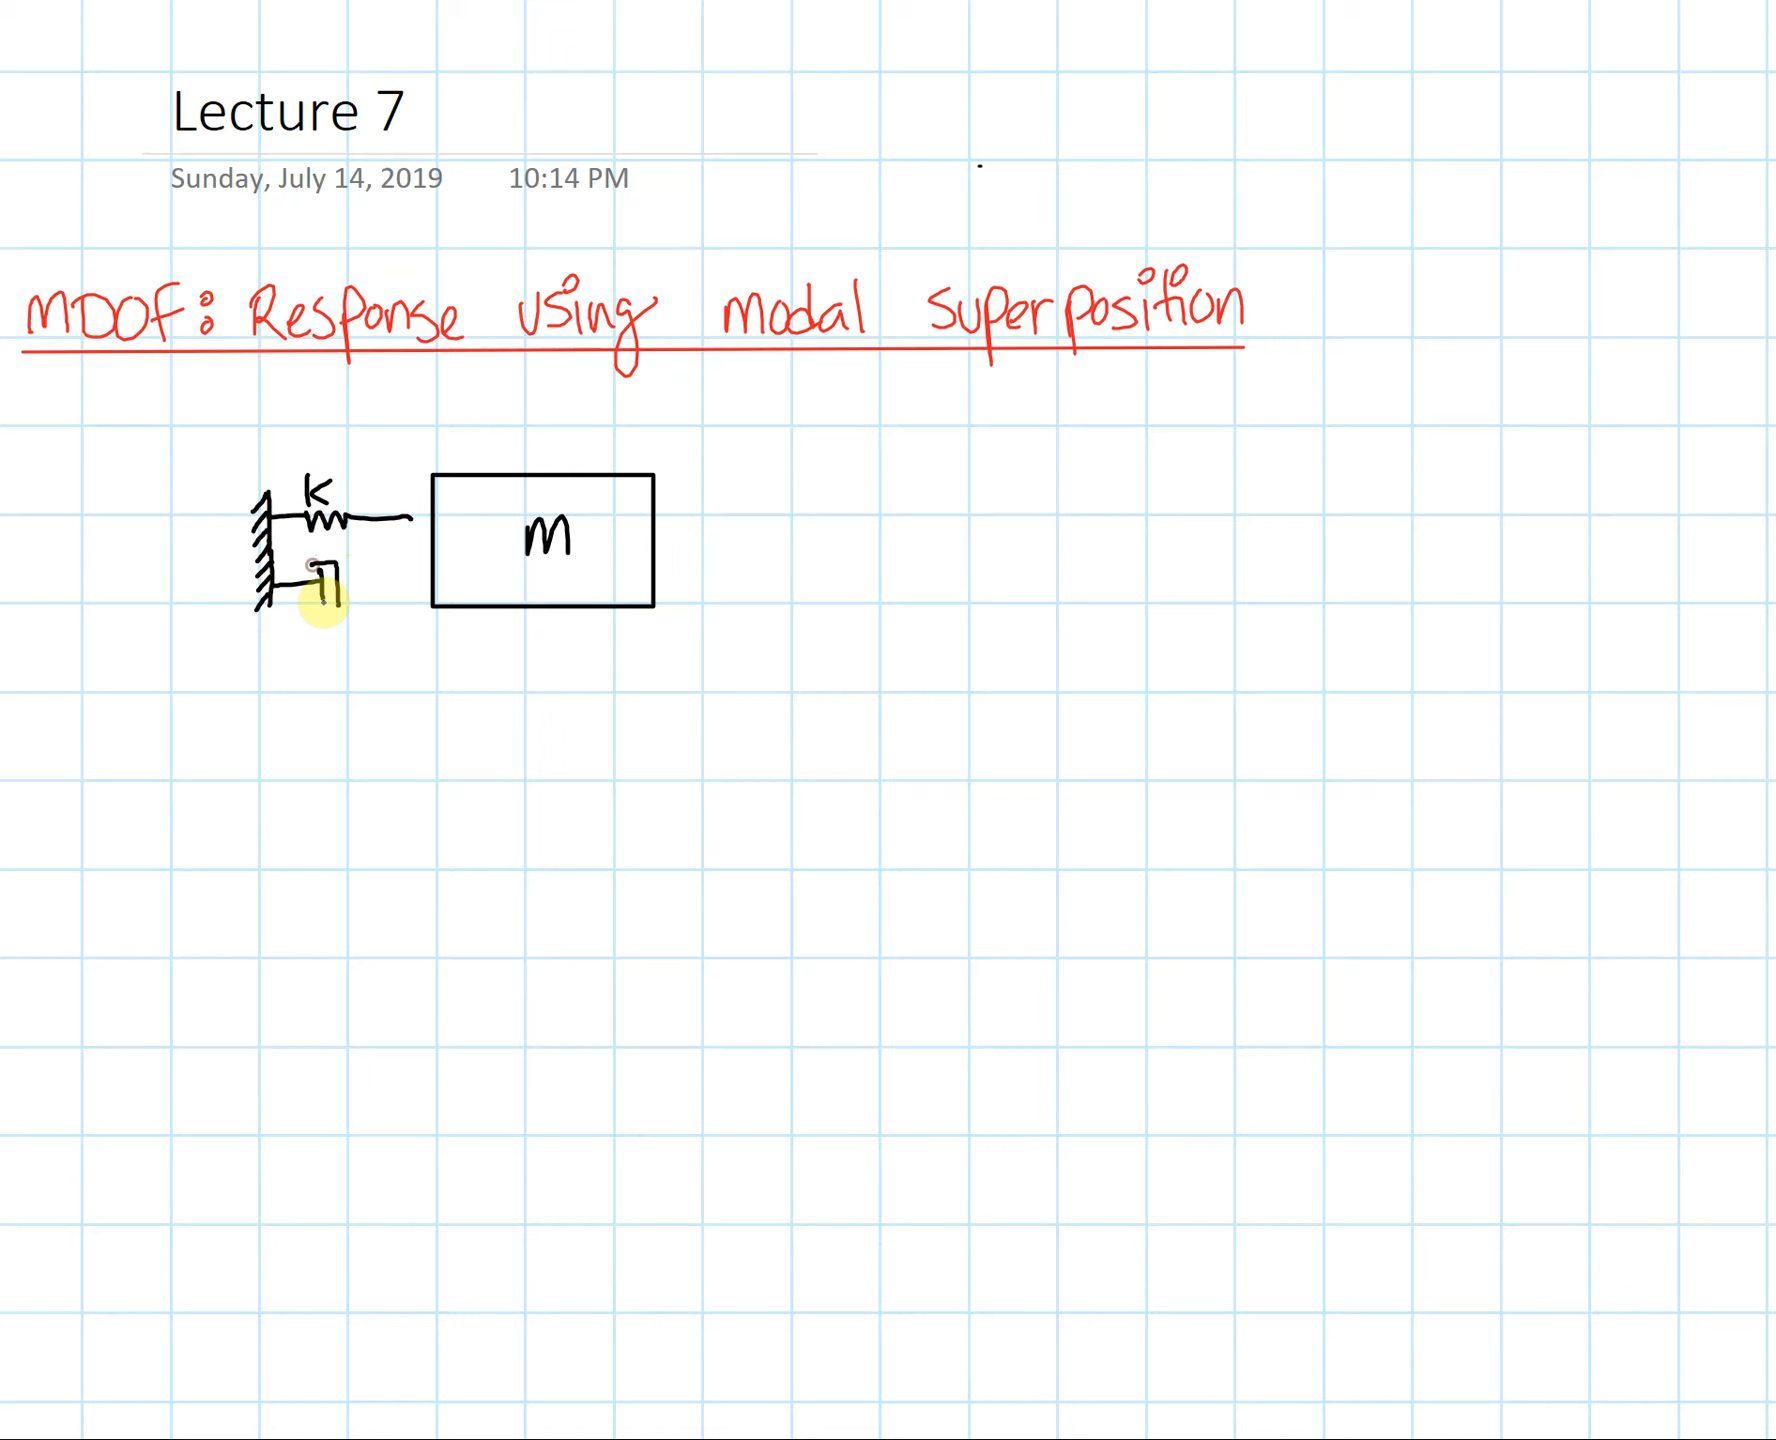 Lecture 7
Sunday, July 14, 2019 10:14 PM
MDOF: Response using modal superposition
K
m